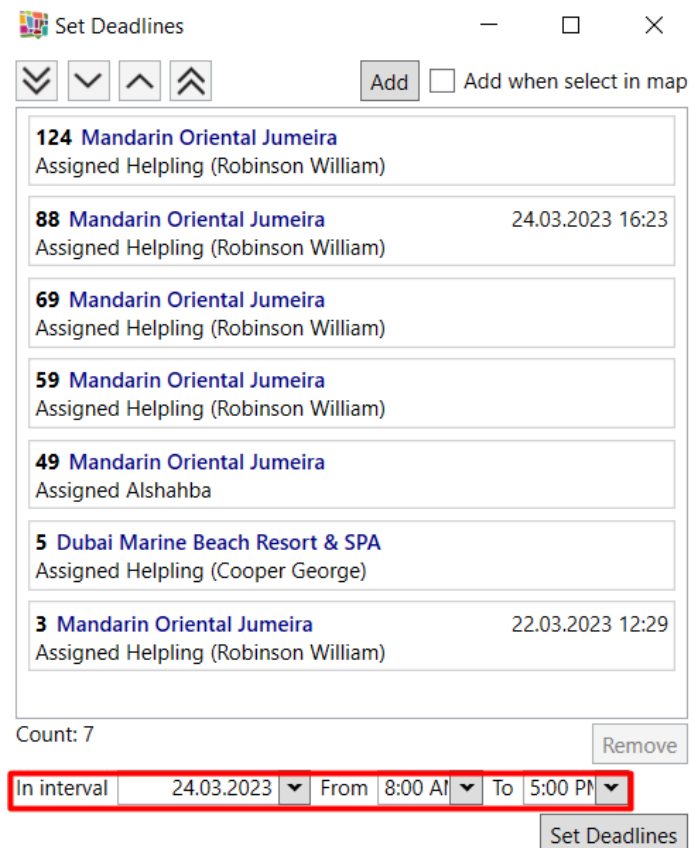 Set Deadlines
Add Add when select in map
124 Mandarin Oriental Jumeira
Assigned Helpling (Robinson William)
88 Mandarin Oriental Jumeira 24.03.2023 16:23
Assigned Helpling (Robinson William)
69 Mandarin Oriental Jumeira
Assigned Helpling (Robinson William)
59 Mandarin Oriental Jumeira
Assigned Helpling (Robinson William)
49 Mandarin Oriental Jumeira
Assigned Alshahba
5 Dubai Marine Beach Resort & SPA
Assigned Helpling (Cooper George)
3 Mandarin Oriental Jumeira 22.03.2023 12:29
Assigned Helpling (Robinson William)
Count: 7
Remove
In interval 24.03.2023 From 8:00 To 5:00
Set Deadlines